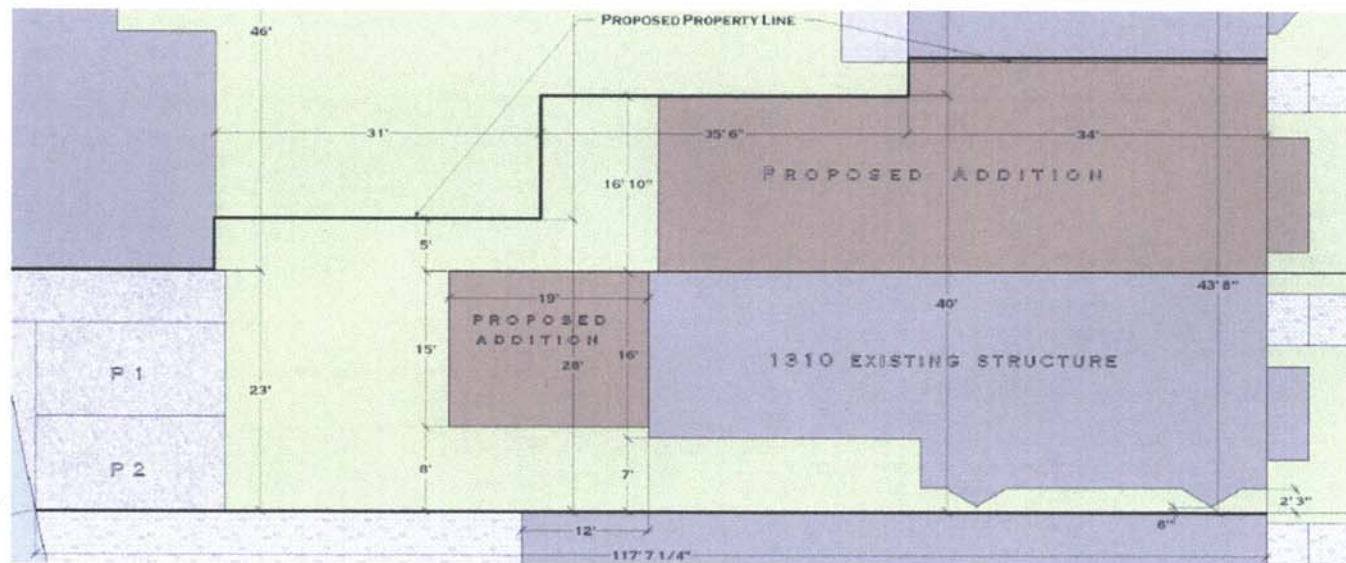 PROPOSED PROPERTY LINE
46'
31'
35' 6"
34'
16' 10"
PROPOSED ADDITION
5'
43' 8"
19'
40'
PROPOSED
ADDITION
15'
16'
28'
1310 EXISTING STRUCTURE
P 1
23'
P 2
8'
7'
2' 3"
6"
12'
117' 7.1/4"